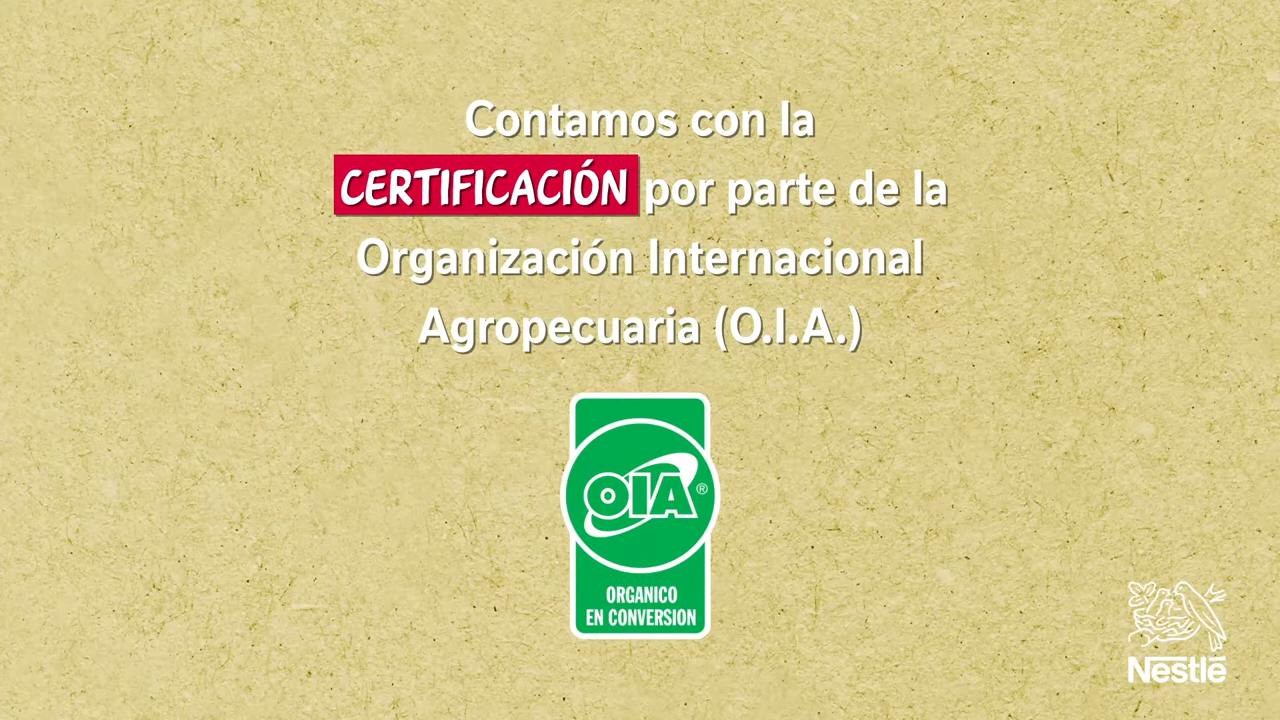 Contamos con la
CERTIFICACIÓN por parte de la
Organización Internacional
Agropecuaria (O.I.A.)
OIA®
ORGANICO
EN CONVERSION
Nestlé